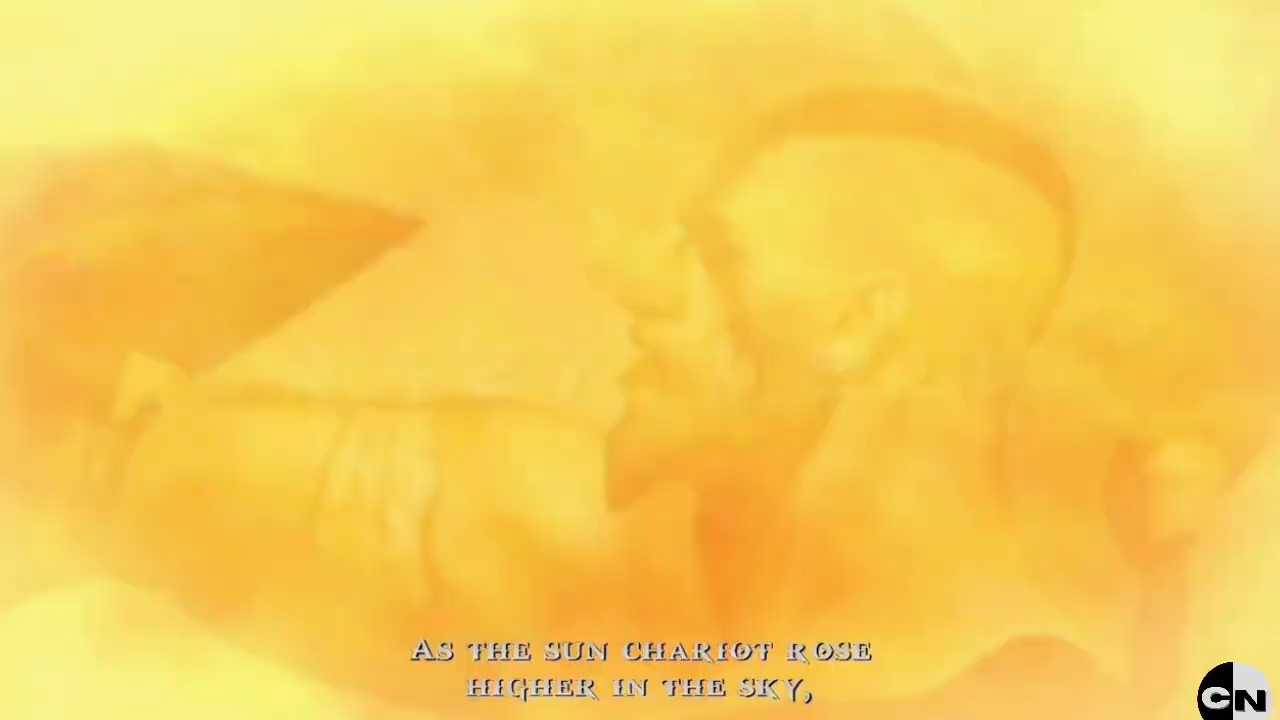 As the sun chariot rose
higher in the sky,
CN